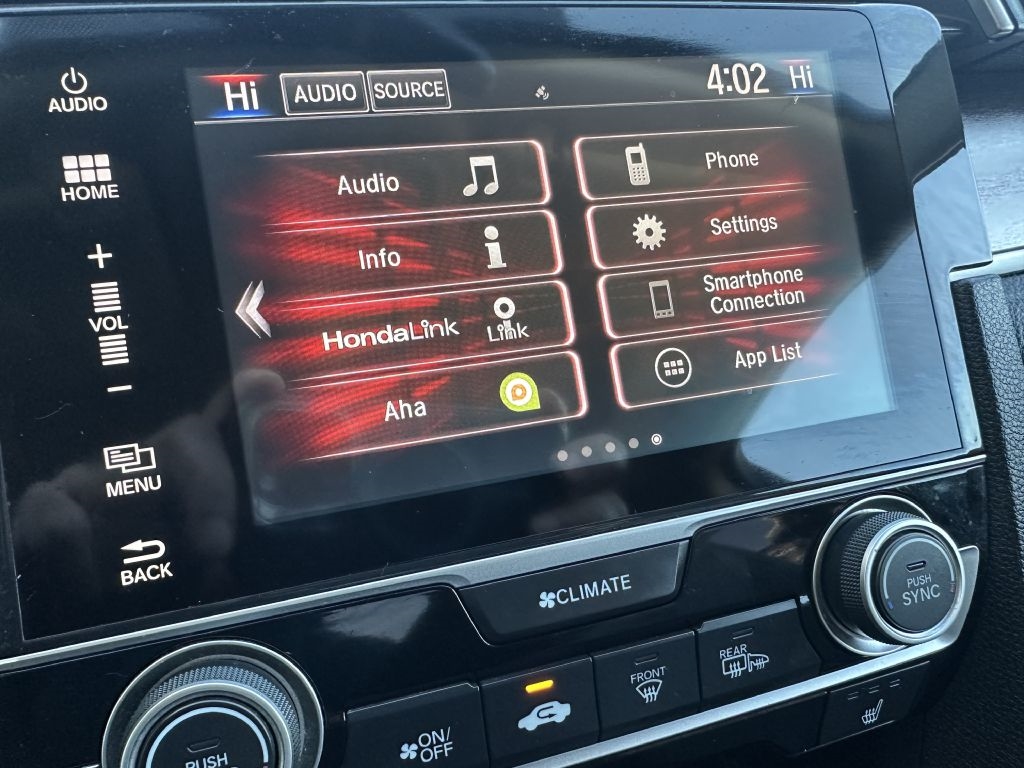 AUDIO
HOME
VOL
MENU
BACK
Hi AUDIO SOURCE 4:02 Hi
Audio
Info
HondaLink Link
Aha
Phone
Settings
Smartphone
Connection
App List
CLIMATE
PUSH
SYNC
REAR
FRONT
ON/
OFF
PUSH